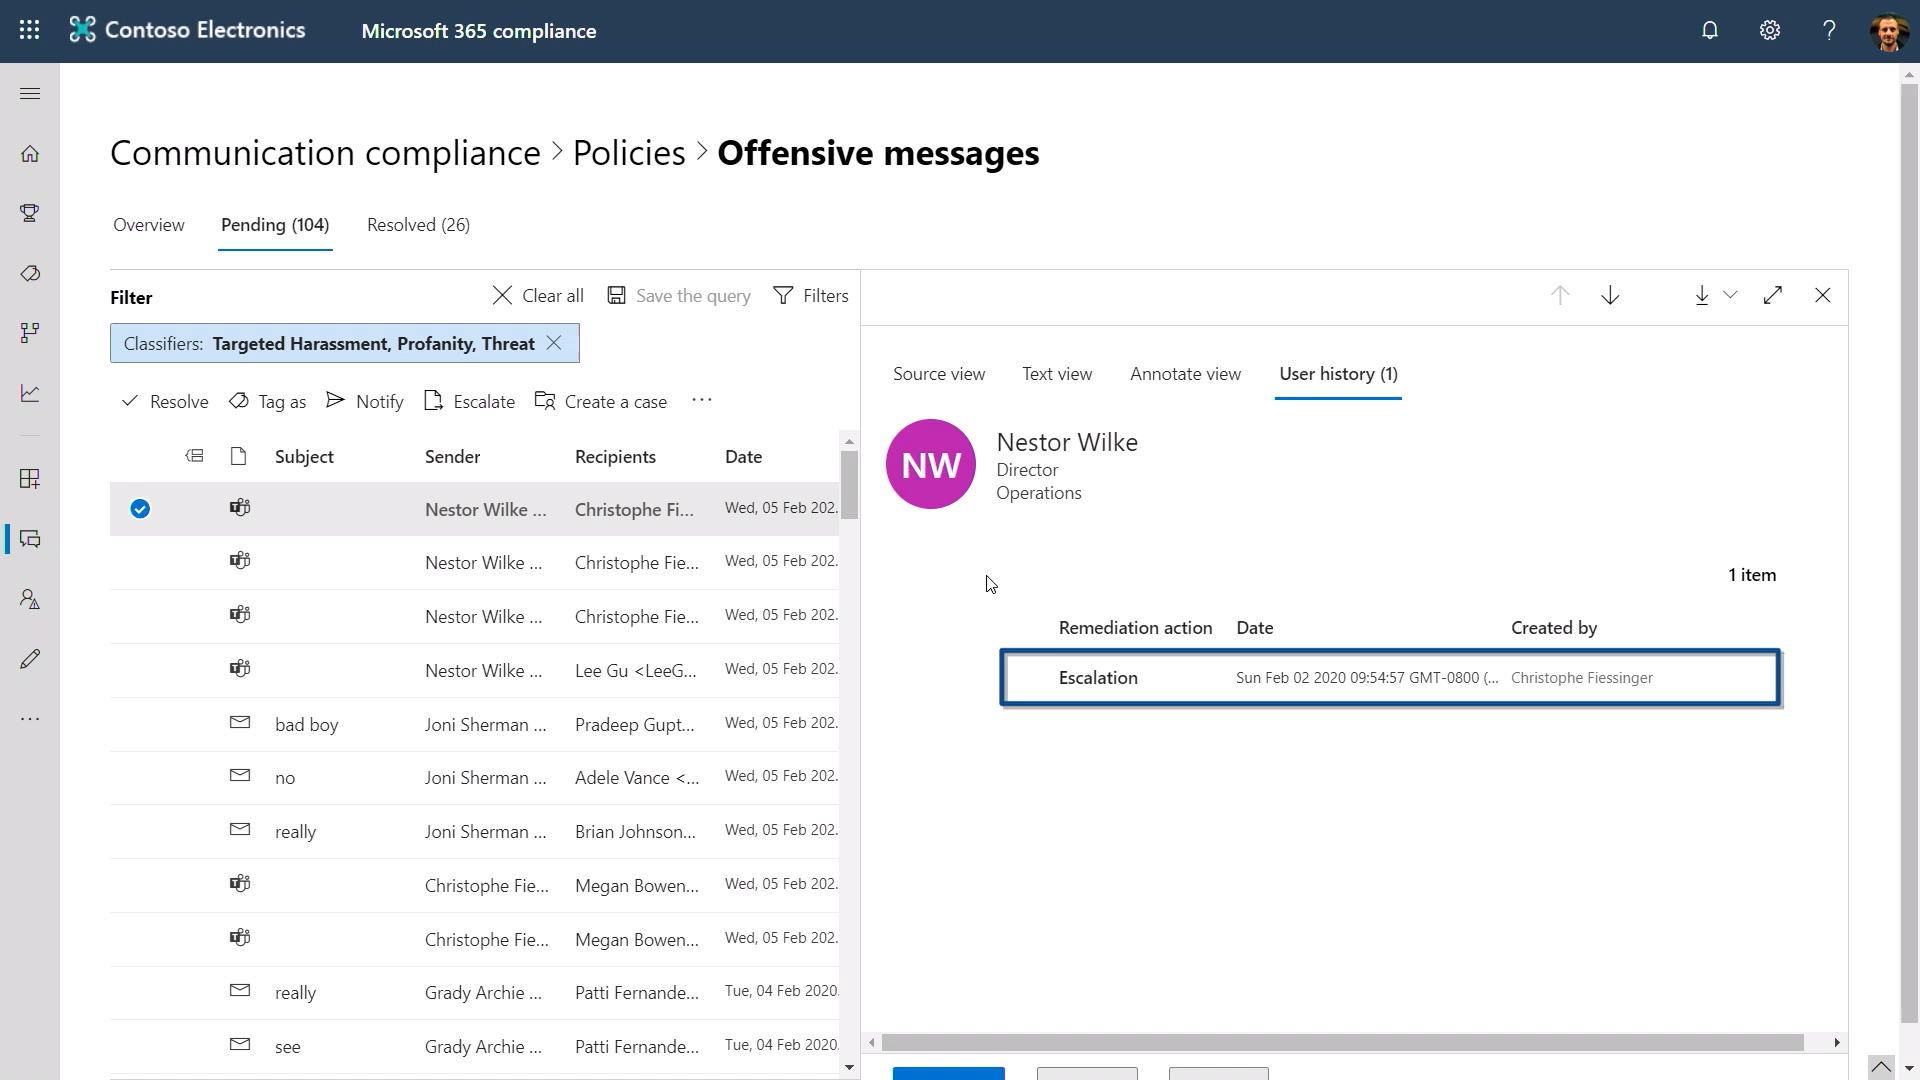 Contoso Electronics
Microsoft 365 compliance
?
Communication compliance > Policies > Offensive messages
Overview
Pending (104)
Resolved (26)
Filter
Clear all
Save the query
Filters
Classifiers: Targeted Harassment, Profanity, Threat
Resolve
Tag as
Notify
Escalate
Create a case
...
Subject Sender Recipients Date
Nestor Wilke ... Christophe Fi... Wed, 05 Feb 202.
Nestor Wilke ... Christophe Fie... Wed, 05 Feb 202.
Nestor Wilke ... Christophe Fie... Wed, 05 Feb 202.
Nestor Wilke ... Lee Gu <LeeG... Wed, 05 Feb 202.
bad boy Joni Sherman ... Pradeep Gupt... Wed, 05 Feb 202.
no Joni Sherman ... Adele Vance <... Wed, 05 Feb 202.
really Joni Sherman ... Brian Johnson... Wed, 05 Feb 202.
Christophe Fie... Megan Bowen... Wed, 05 Feb 202.
Christophe Fie... Megan Bowen... Wed, 05 Feb 202.
really Grady Archie ... Patti Fernande... Tue, 04 Feb 2020.
see Grady Archie ... Patti Fernande... Tue, 04 Feb 2020.
Source view
Text view
Annotate view
User history (1)
NW
Nestor Wilke
Director
Operations
1 item
Remediation action Date Created by
Escalation Sun Feb 02 2020 09:54:57 GMT-0800 (... Christophe Fiessinger